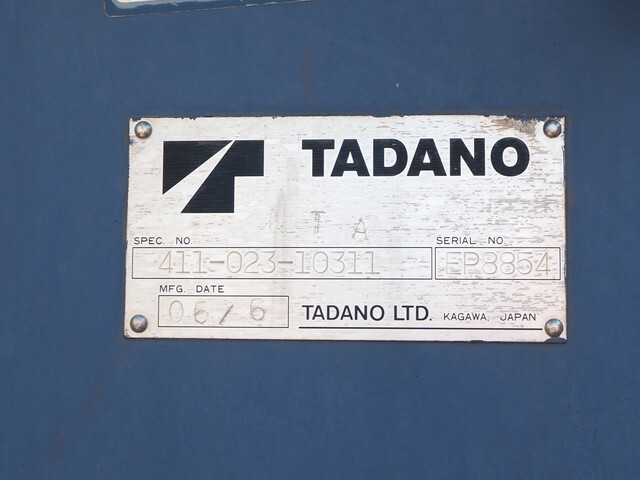 TADANO
T A
SPEC. NO.
SERIAL NO.
411-023-10311
EP8854
MFG. DATE
06/6
TADANO LTD. KAGAWA, JAPAN